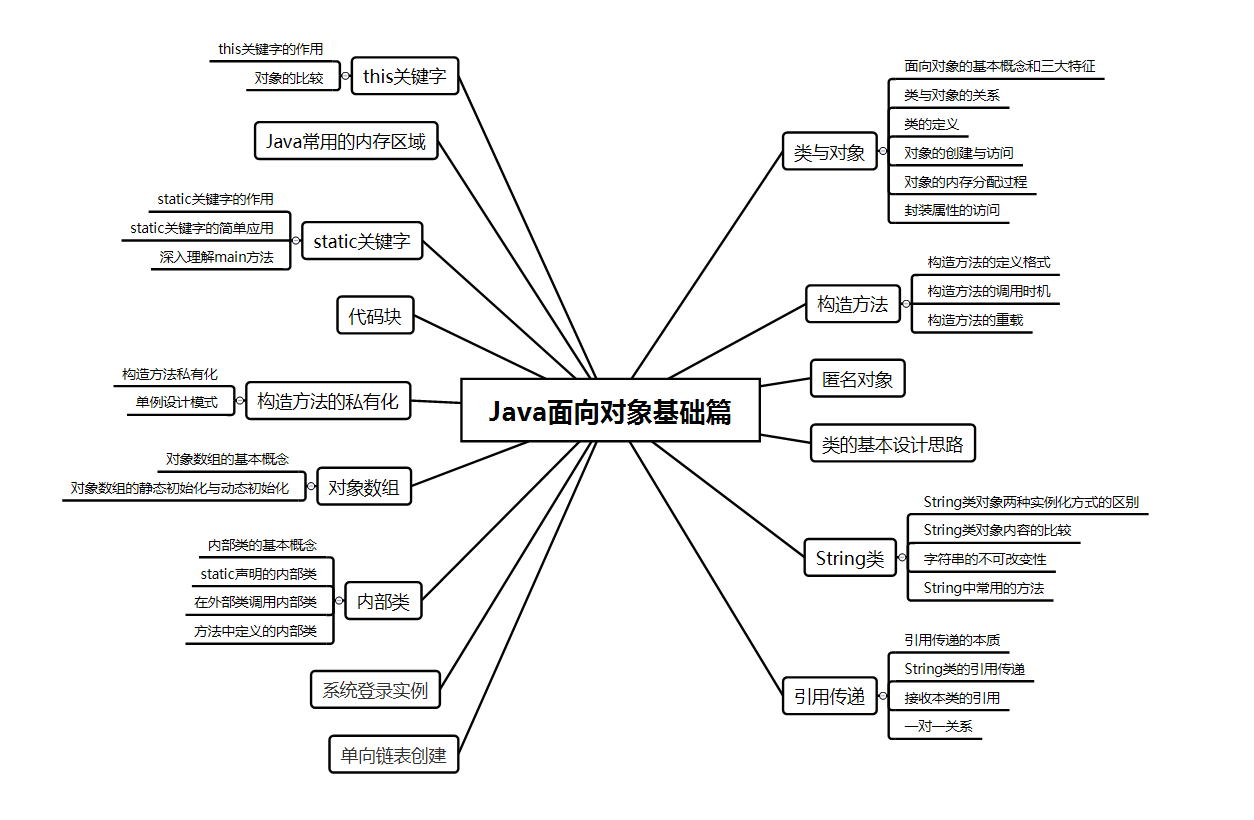 Java面向对象基础篇
类与对象
面向对象的基本概念和三大特征
类与对象的关系
类的定义
对象的创建与访问
对象的内存分配过程
封装属性的访问
构造方法
构造方法的定义格式
构造方法的调用时机
构造方法的重载
匿名对象
类的基本设计思路
String类
String类对象两种实例化方式的区别
String类对象内容的比较
字符串的不可改变性
String中常用的方法
引用传递
引用传递的本质
String类的引用传递
接收本类的引用
一对一关系
this关键字
this关键字的作用
对象的比较
Java常用的内存区域
static关键字
static关键字的作用
static关键字的简单应用
深入理解main方法
代码块
构造方法的私有化
构造方法私有化
单例设计模式
对象数组
对象数组的基本概念
对象数组的静态初始化与动态初始化
内部类
内部类的基本概念
static声明的内部类
在外部类调用内部类
方法中定义的内部类
系统登录实例
单向链表创建